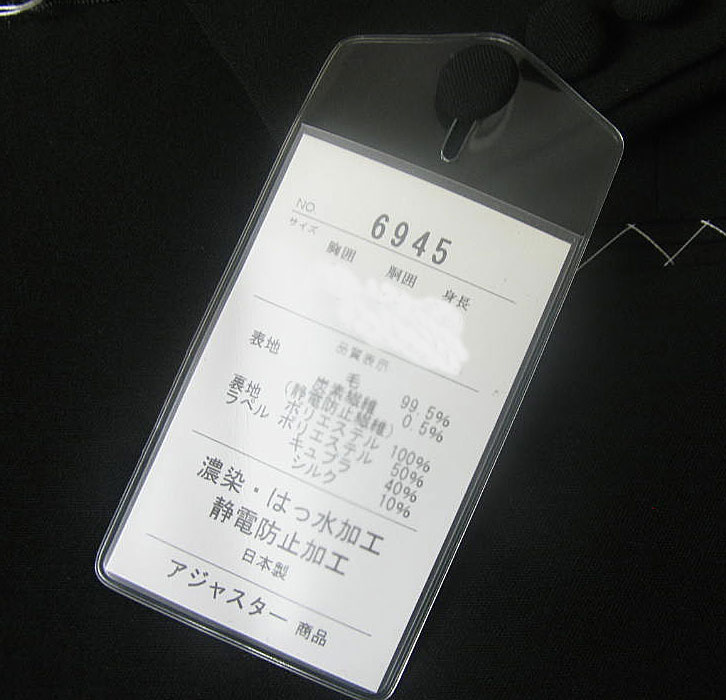 NO 6945
サイズ 胸囲 胴囲 身長
品質表示
表地 毛 99.5%
炭素繊維 0.5%
(静電防止繊維)
裏地 ポリエステル 100%
ラペル ポリエステル 50%
キュプラ 40%
シルク 10%
濃染・はっ水加工
静電防止加工
日本製
アジャスター 商品